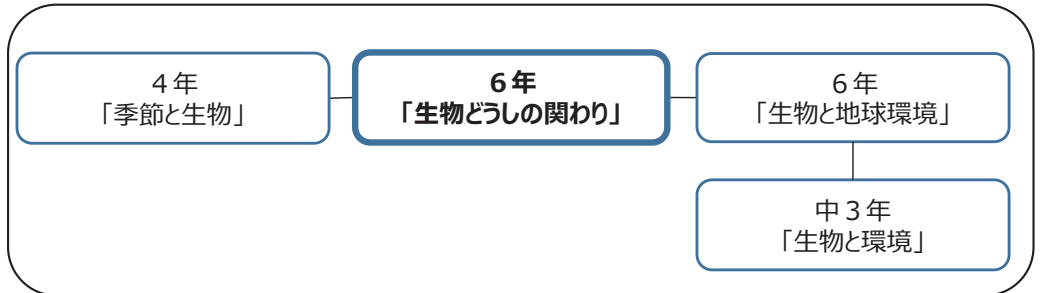 ４年
「季節と生物」
６年
「生物どうしの関わり」
６年
「生物と地球環境」
中３年
「生物と環境」